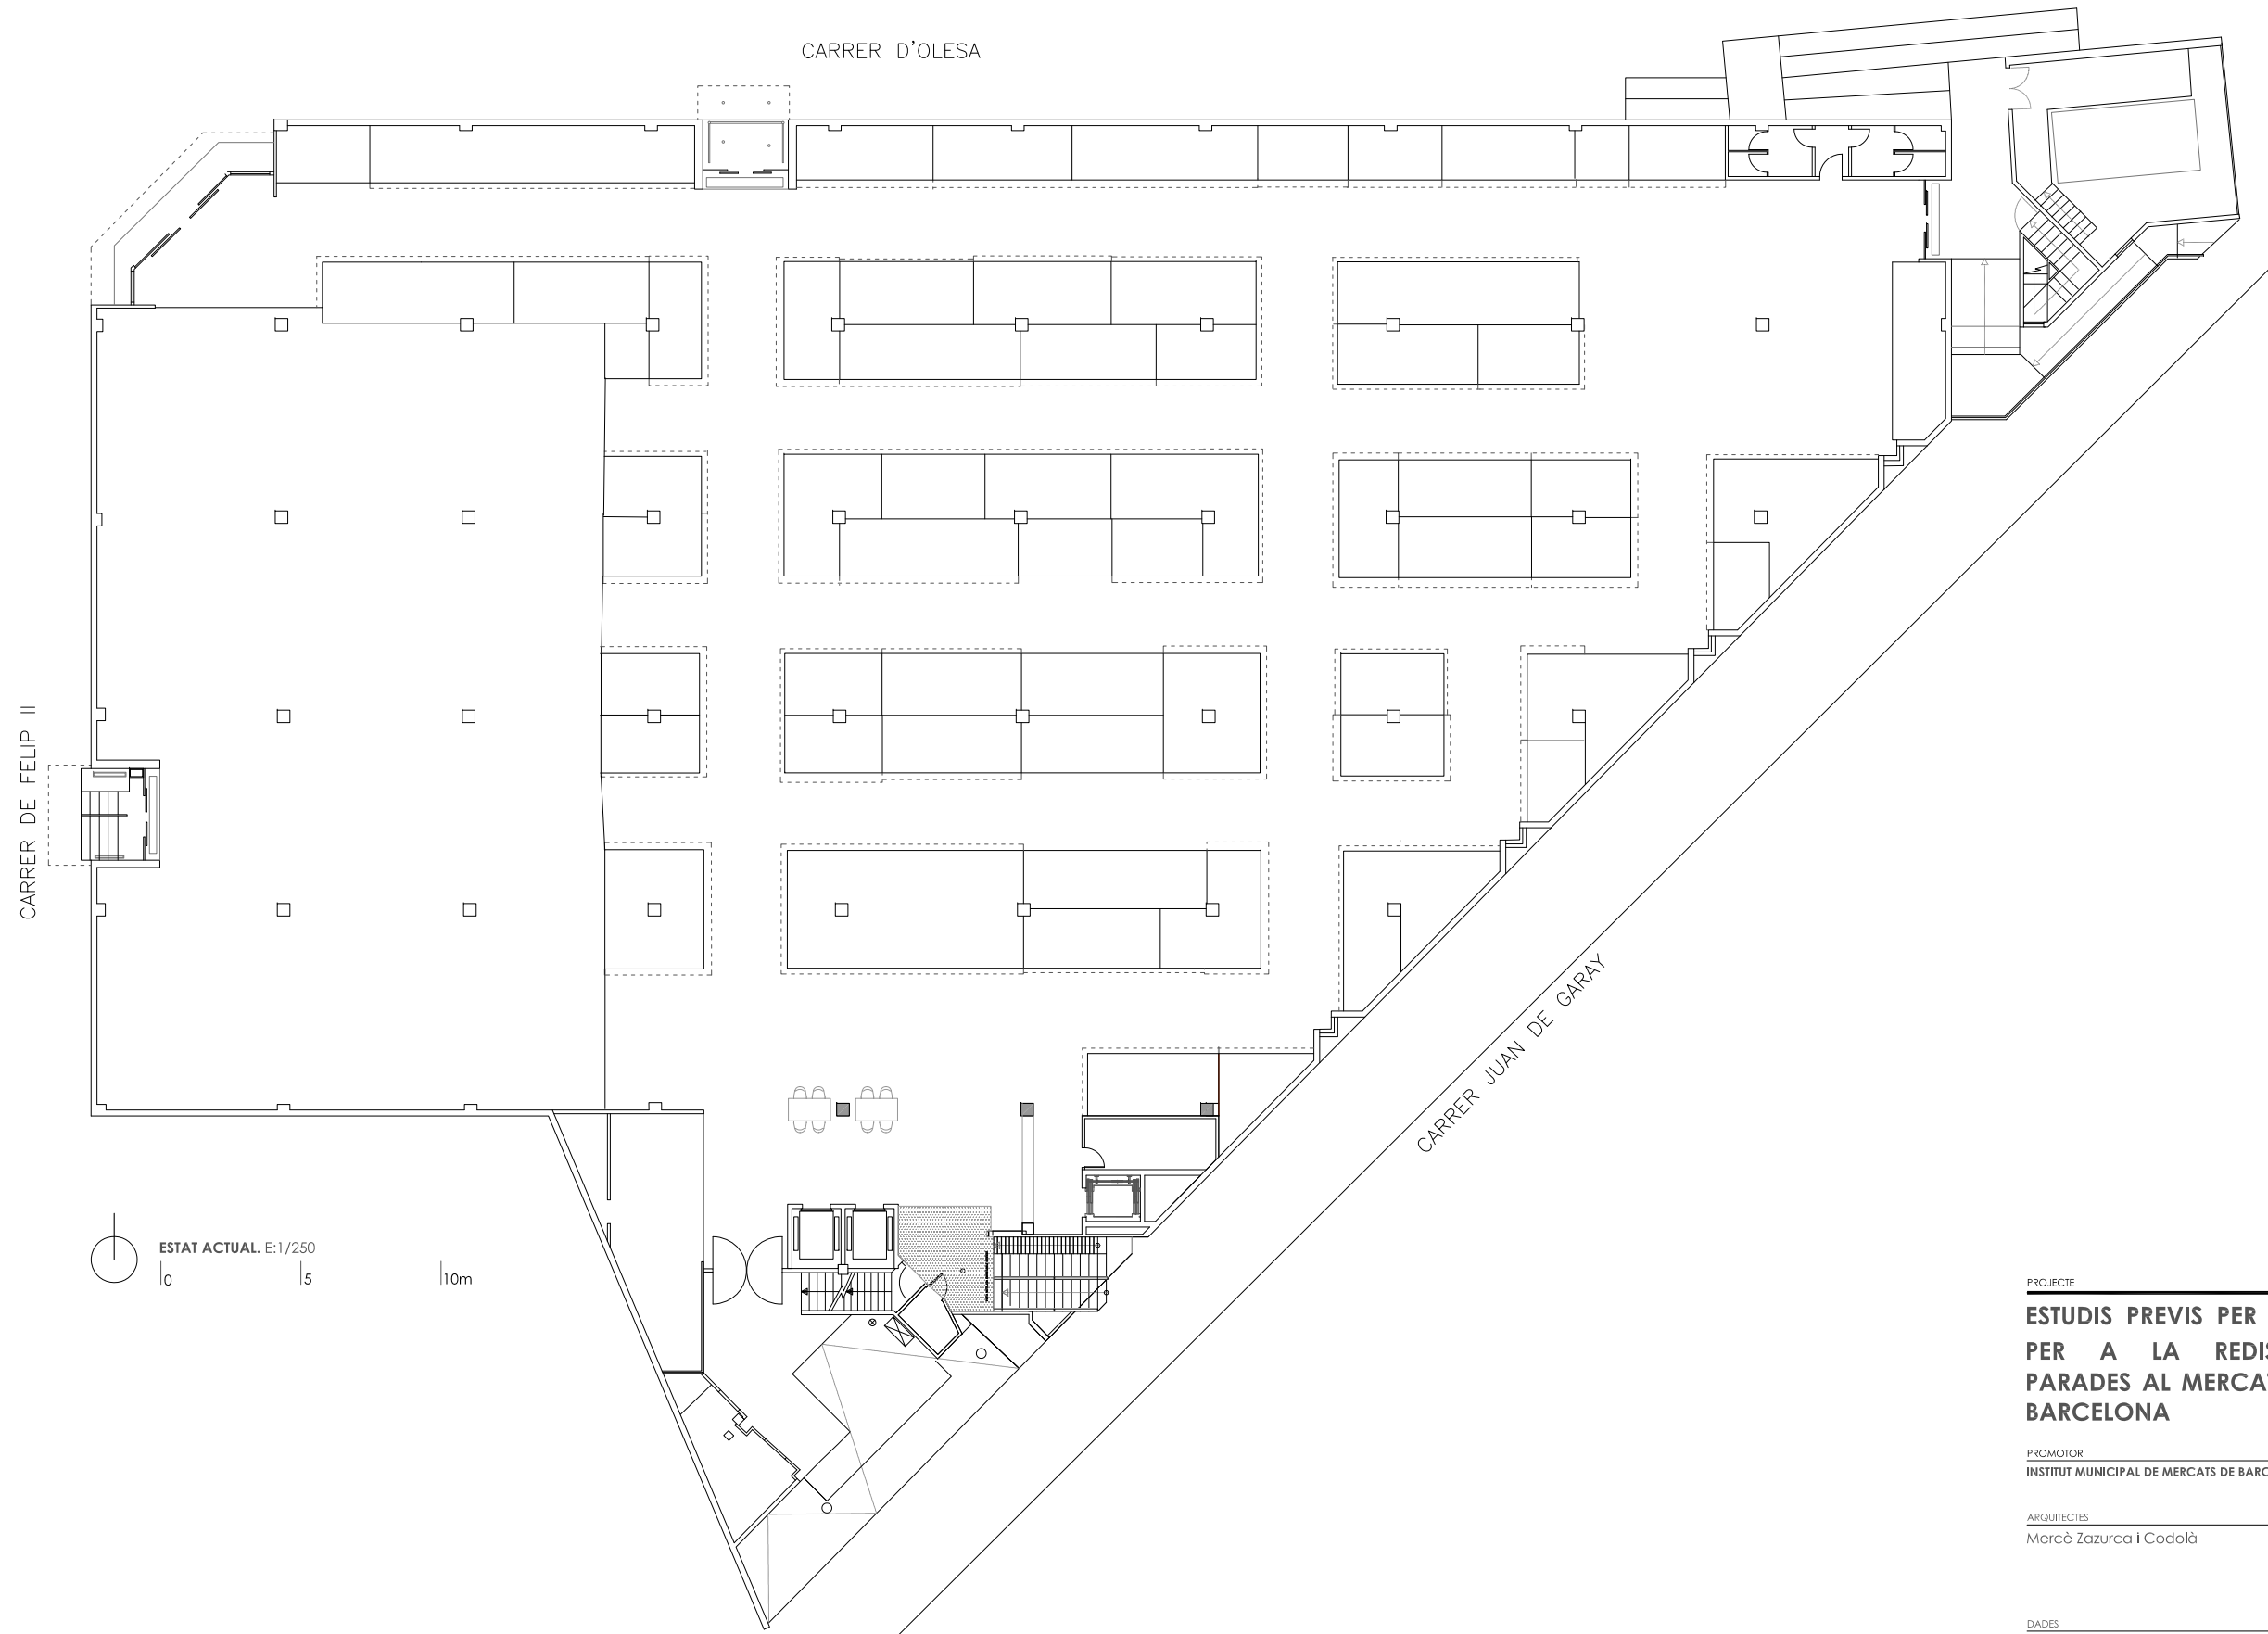 CARRER D'OLESA
CARRER DE FELIP II
CARRER JUAN DE GARAY
ESTAT ACTUAL. E:1/250
0 5 10m
PROJECTE
ESTUDIS PREVIS PER
PER A LA REDIS
PARADES AL MERCAT
BARCELONA
PROMOTOR
INSTITUT MUNICIPAL DE MERCATS DE BARC
ARQUITECTES
Mercè Zazurca i Codolà
DADES